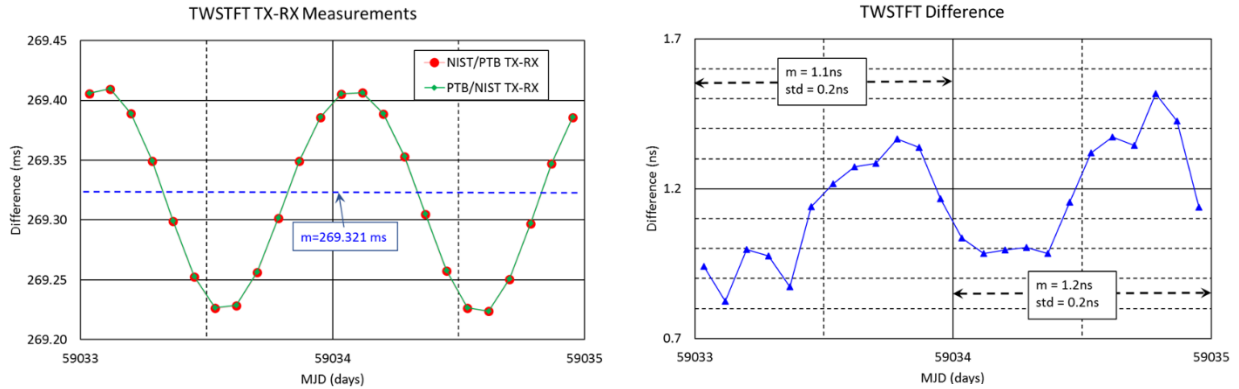 TWSTFT TX-RX Measurements
269.45
269.40
269.35
269.30
269.25
269.20
Difference (ms)
NIST/PTB TX-RX
PTB/NIST TX-RX
m=269.321 ms
59033
59034
59035
MJD (days)
TWSTFT Difference
1.7
1.2
0.7
Difference (ns)
m = 1.1ns
std = 0.2ns
m = 1.2ns
std = 0.2ns
59033
59034
59035
MJD (days)